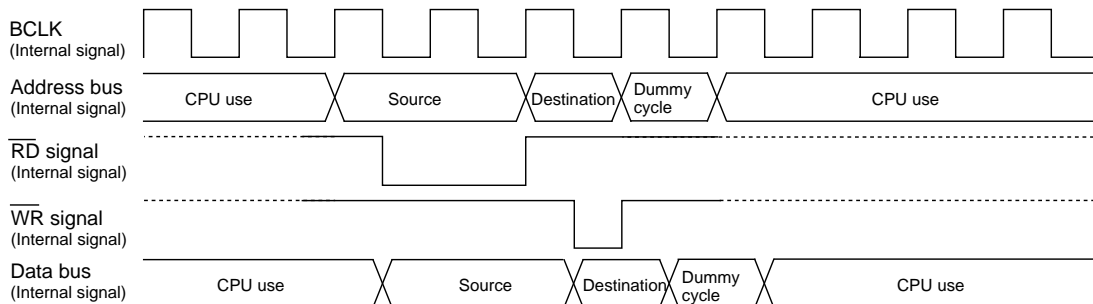 BCLK
(Internal signal)
Address bus
(Internal signal)
CPU use
Source
Destination
Dummy
cycle
CPU use
RD signal
(Internal signal)
WR signal
(Internal signal)
Data bus
(Internal signal)
CPU use
Source
Destination
Dummy
cycle
CPU use